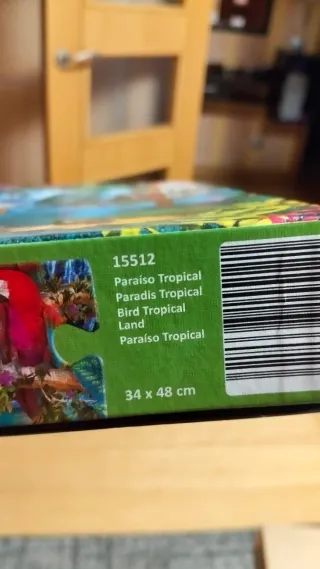 15512
Paraíso Tropical
Paradis Tropical
Bird Tropical
Land
Paraíso Tropical
34 x 48 cm